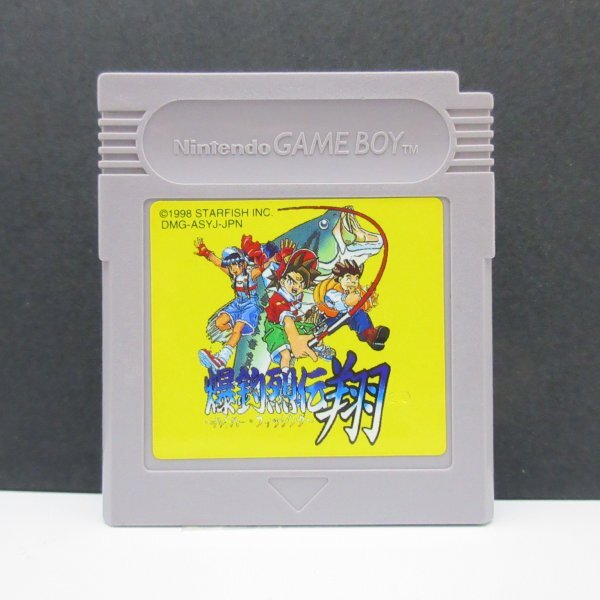 Nintendo GAME BOY™
©1998 STARFISH INC.
DMG-ASYJ-JPN
爆釣烈伝翔